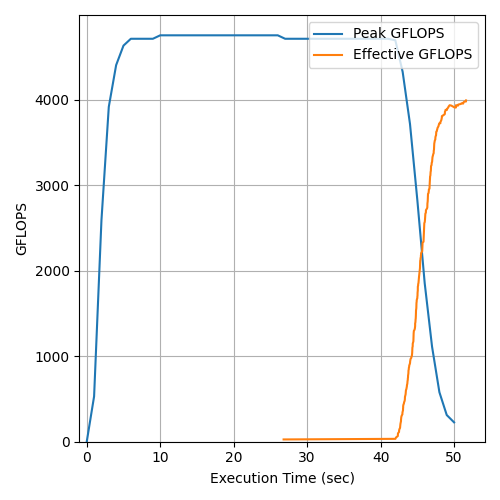 Peak GFLOPS
Effective GFLOPS
GFLOPS
4000
3000
2000
1000
0
0 10 20 30 40 50
Execution Time (sec)